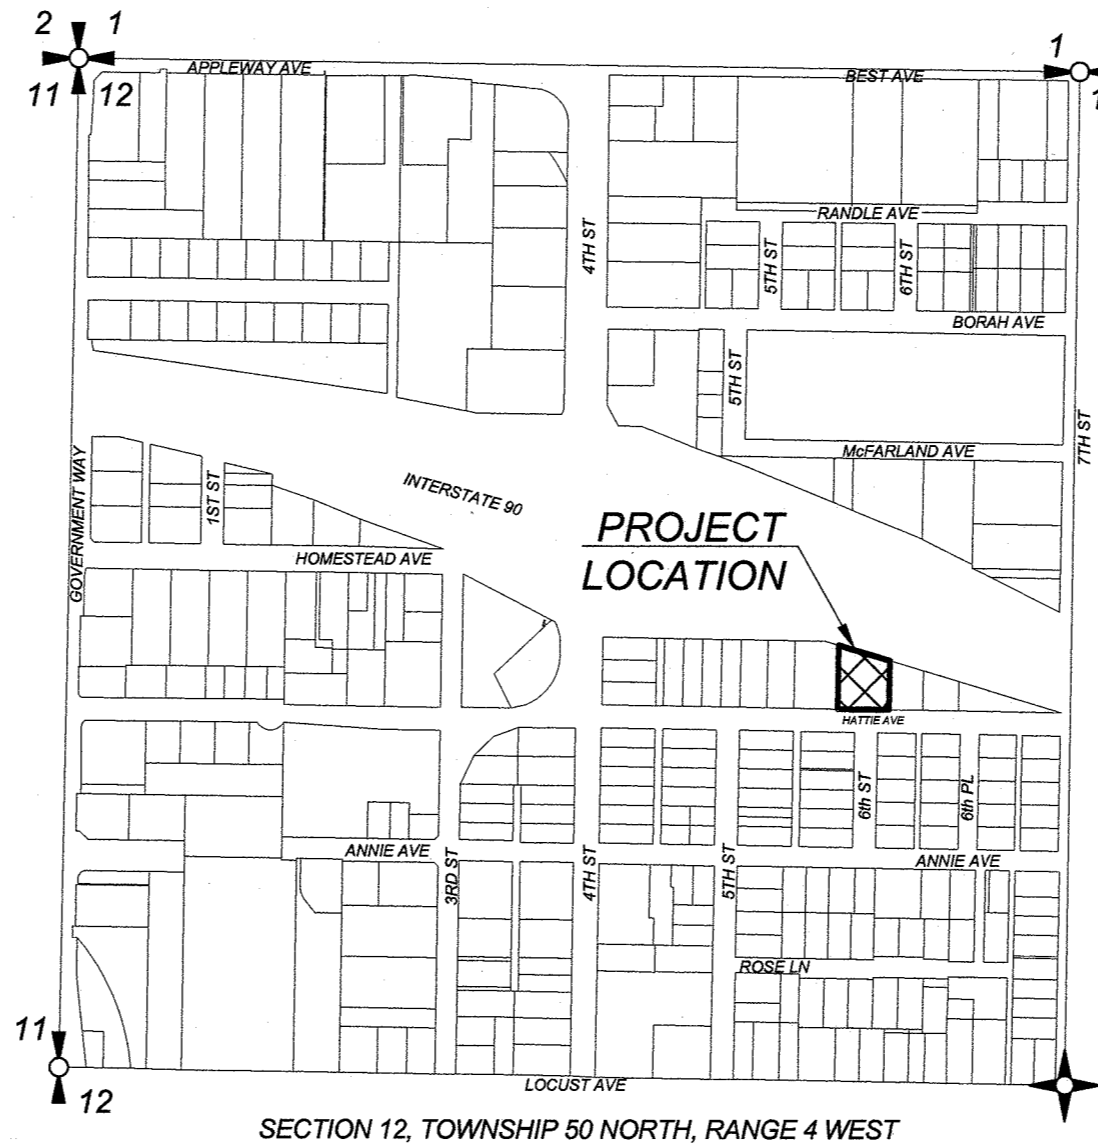 2 1
1
APPLEWAY AVE
BEST AVE
11 12
1
RANDLE AVE
4TH ST
5TH ST
6TH ST
BORAH AVE
5TH ST
7TH ST
McFARLAND AVE
GOVERNMENT WAY
1ST ST
INTERSTATE 90
PROJECT
LOCATION
HOMESTEAD AVE
HATTIE AVE
6th ST
6th PL
ANNIE AVE
3RD ST
4TH ST
5TH ST
ANNIE AVE
ROSE LN
11
12
LOCUST AVE
SECTION 12, TOWNSHIP 50 NORTH, RANGE 4 WEST